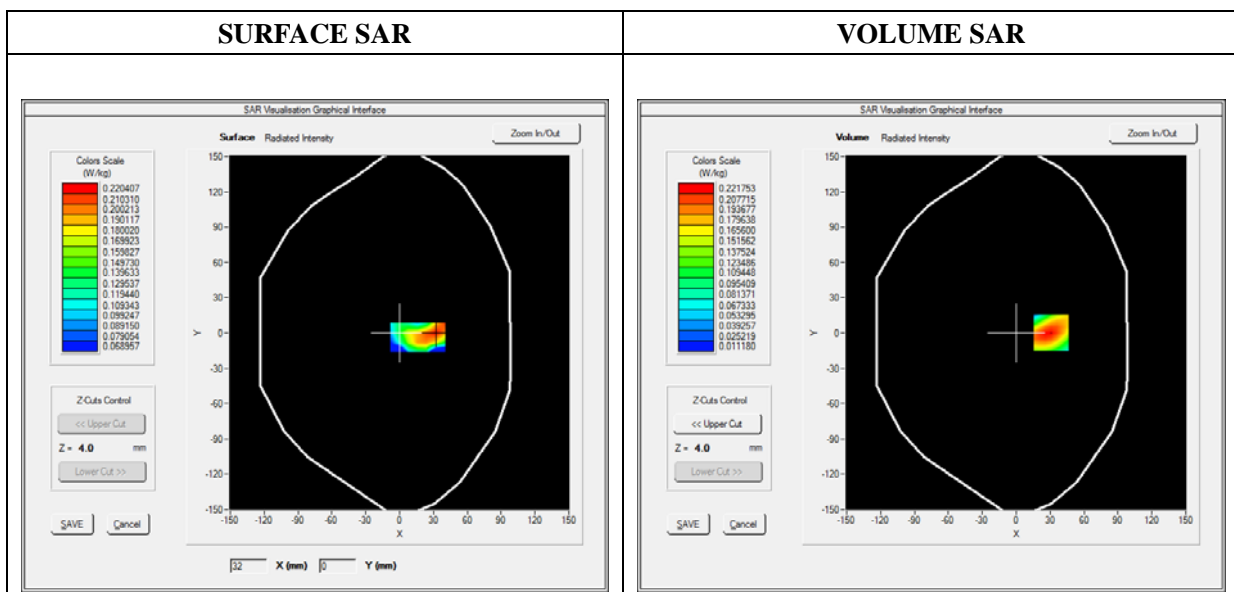 SURFACE SAR
VOLUME SAR
SAR Visualisation Graphical Interface
Surface Radiated Intensity
Zoom In/Out
Colors Scale
(W/kg)
0.220407
0.210310
0.200213
0.190117
0.180020
0.169923
0.159827
0.149730
0.139633
0.129537
0.119440
0.109343
0.099247
0.089150
0.079054
0.068957
Z-Cuts Control
<< Upper Cut
Z = 4.0 mm
Lower Cut >>
SAVE Cancel
150
120
90
60
30
0
-30
-60
-90
-120
-150
Y
-150 -120 -90 -60 -30 0 30 60 90 120 150
X
32 X (mm) 0 Y (mm)
SAR Visualisation Graphical Interface
Volume Radiated Intensity
Zoom In/Out
Colors Scale
(W/kg)
0.221753
0.207715
0.193677
0.179638
0.165600
0.151562
0.137524
0.123486
0.109448
0.095409
0.081371
0.067333
0.053295
0.039257
0.025219
0.011180
Z-Cuts Control
<< Upper Cut
Z = 4.0 mm
Lower Cut >>
SAVE Cancel
150
120
90
60
30
0
-30
-60
-90
-120
-150
Y
-150 -120 -90 -60 -30 0 30 60 90 120 150
X